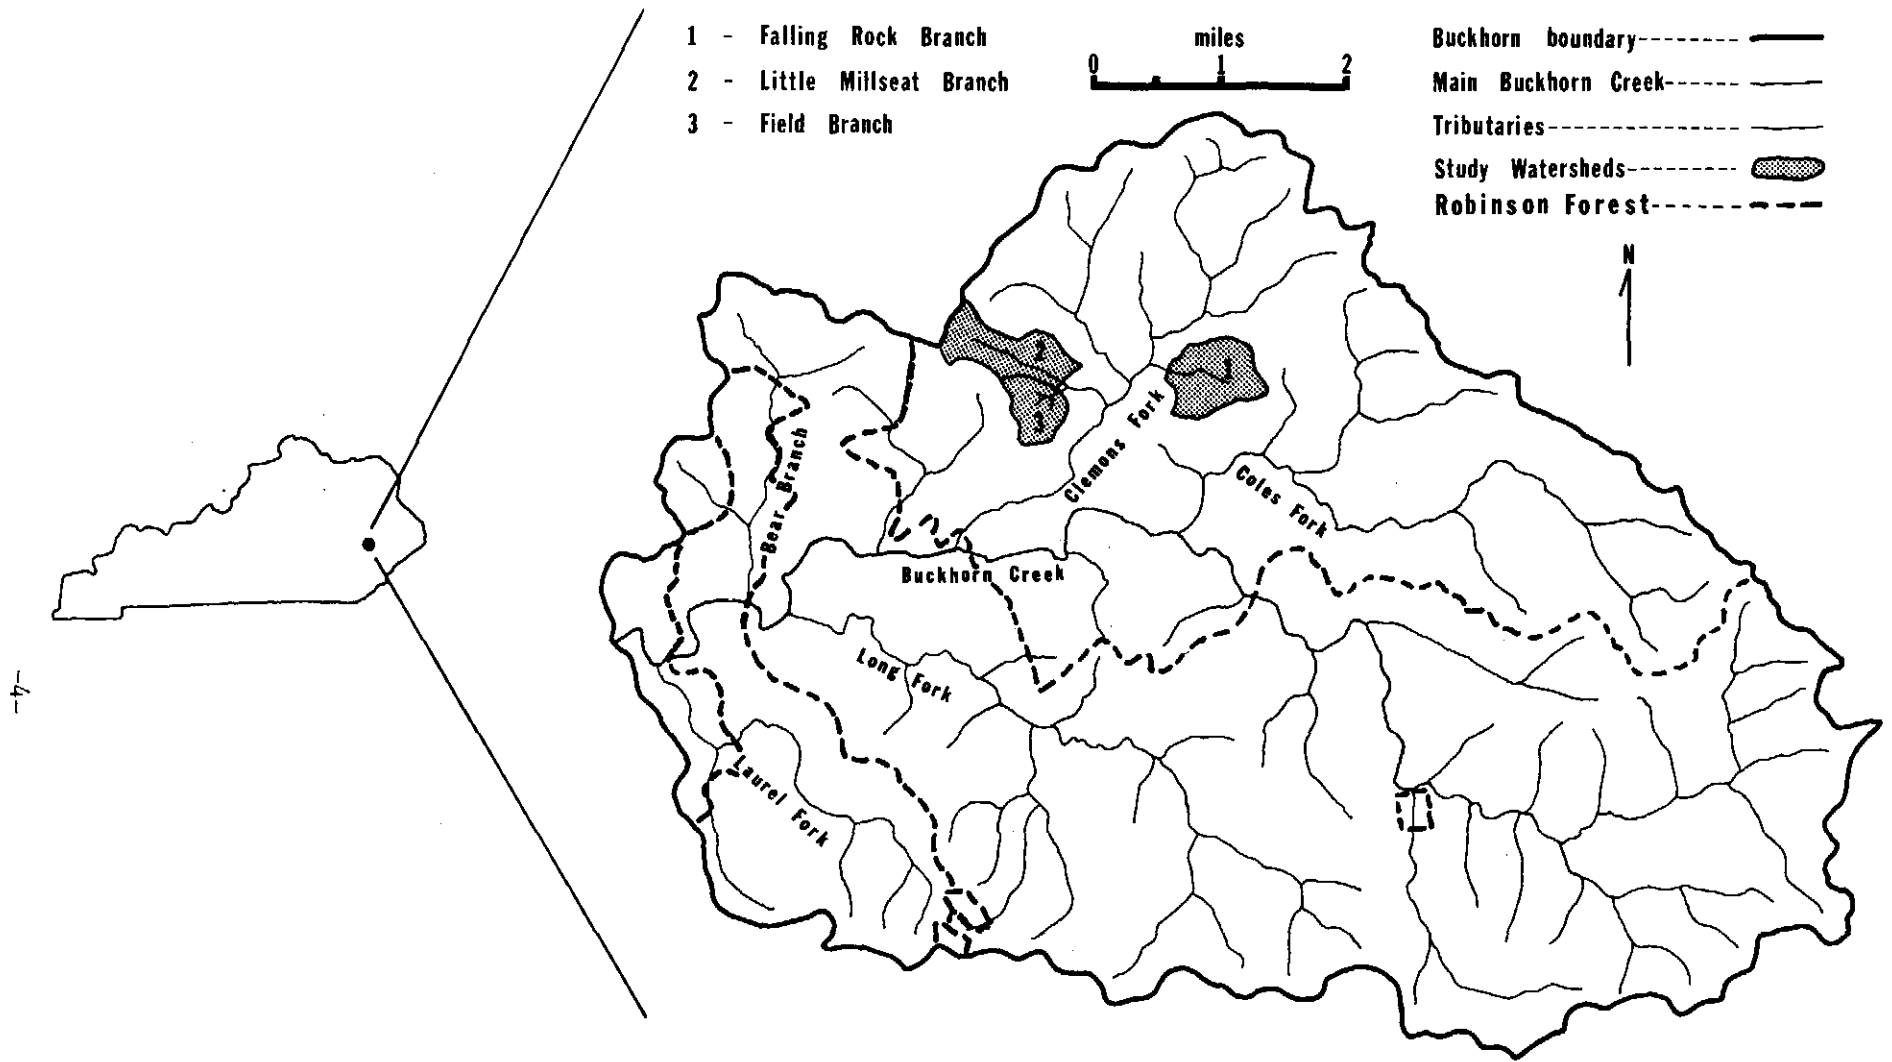 1 - Falling Rock Branch
2 - Little Millseat Branch
3 - Field Branch
miles
0 1 2
Buckhorn boundary
Main Buckhorn Creek
Tributaries
Study Watersheds
Robinson Forest
N
2
1
3
Clemons Fork
Bear Branch
Coles Fork
Buckhorn Creek
Long Fork
Laurel Fork
-4-